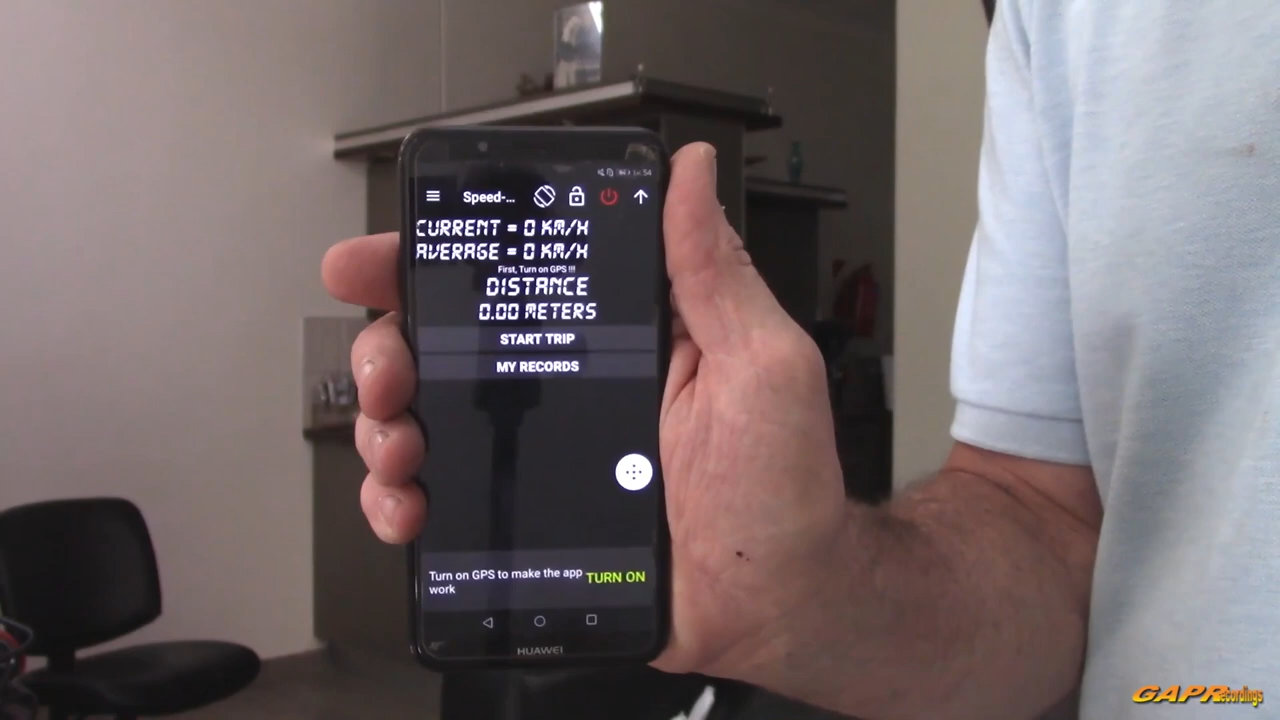 Speed-...
CURRENT = 0 KM/H
AVERAGE = 0 KM/H
First, Turn on GPS !!!
DISTANCE
0.00 METERS
START TRIP
MY RECORDS
Turn on GPS to make the app
work
TURN ON
HUAWEI
GAPRecordings